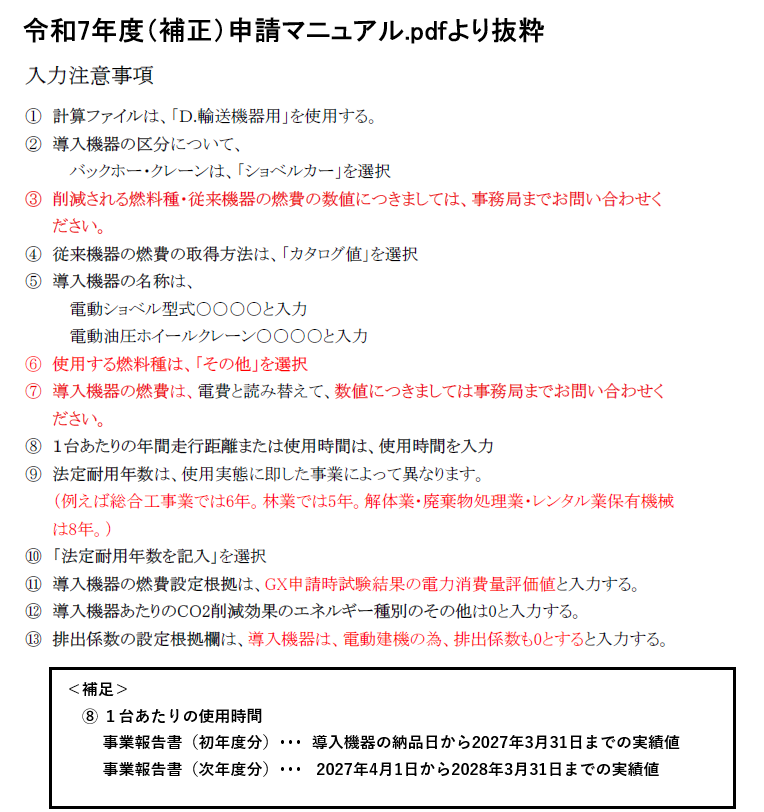 令和7年度（補正）申請マニュアル.pdfより抜粋
入力注意事項
① 計算ファイルは、「D.輸送機器用」を使用する。
② 導入機器の区分について、
バックホー・クレーンは、「ショベルカー」を選択
③ 削減される燃料種・従来機器の燃費の数値につきましては、事務局までお問い合わせく
ださい。
④ 従来機器の燃費の取得方法は、「カタログ値」を選択
⑤ 導入機器の名称は、
電動ショベル型式〇〇〇〇と入力
電動油圧ホイールクレーン〇〇〇〇と入力
⑥ 使用する燃料種は、「その他」を選択
⑦ 導入機器の燃費は、電費と読み替えて、数値につきましては事務局までお問い合わせく
ださい。
⑧ 1台あたりの年間走行距離または使用時間は、使用時間を入力
⑨ 法定耐用年数は、使用実態に即した事業によって異なります。
（例えば総合工事業では6年。林業では5年。解体業・廃棄物処理業・レンタル業保有機械
は8年。）
⑩ 「法定耐用年数を記入」を選択
⑪ 導入機器の燃費設定根拠は、GX申請時試験結果の電力消費量評価値と入力する。
⑫ 導入機器あたりのCO2削減効果のエネルギー種別のその他は0と入力する。
⑬ 排出係数の設定根拠欄は、導入機器は、電動建機の為、排出係数も0とすると入力する。
＜補足＞
⑧ 1台あたりの使用時間
事業報告書（初年度分）･･･ 導入機器の納品日から2027年3月31日までの実績値
事業報告書（次年度分）･･･ 2027年4月1日から2028年3月31日までの実績値